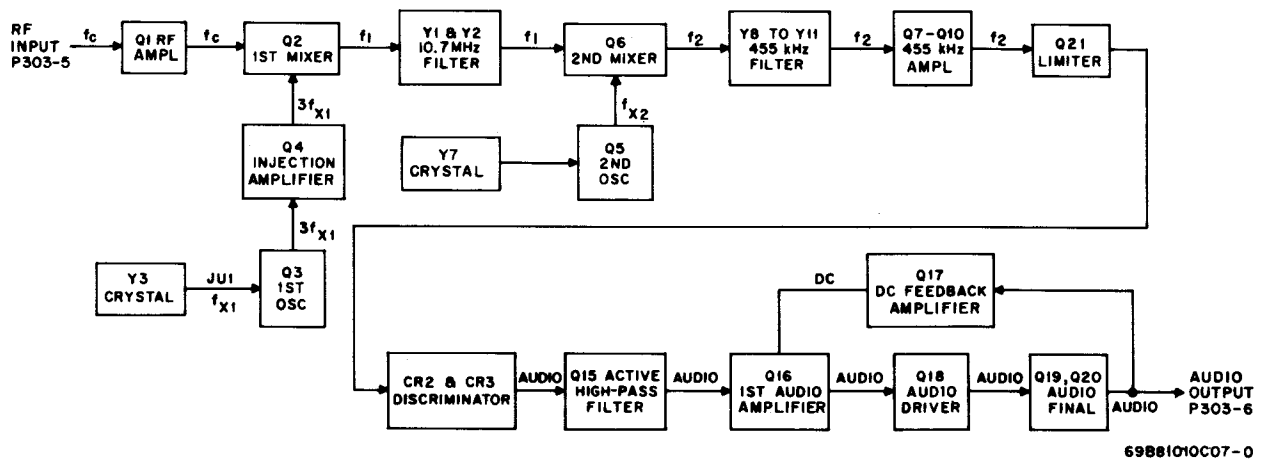 RF
INPUT
P303-5
fc
Q1 RF
AMPL
fc
Q2
1ST MIXER
f1
Y1 & Y2
10.7MHz
FILTER
f1
Q6
2ND MIXER
f2
Y8 TO Y11
455 kHz
FILTER
f2
Q7-Q10
455 kHz
AMPL
f2
Q21
LIMITER
3fX1
fX2
Q4
INJECTION
AMPLIFIER
Y7
CRYSTAL
Q5
2ND
OSC
3fX1
Y3
CRYSTAL
JU1
fX1
Q3
1ST
OSC
DC
Q17
DC FEEDBACK
AMPLIFIER
CR2 & CR3
DISCRIMINATOR
AUDIO
Q15 ACTIVE
HIGH-PASS
FILTER
AUDIO
Q16
1ST AUDIO
AMPLIFIER
AUDIO
Q18
AUDIO
DRIVER
AUDIO
Q19, Q20
AUDIO
FINAL
AUDIO
AUDIO
OUTPUT
P303-6
69B81010C07-0